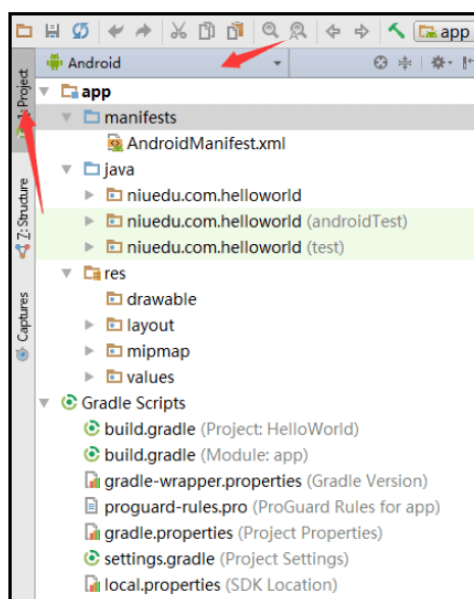 app
Android
1: Project
app
manifests
AndroidManifest.xml
java
niuedu.com.helloworld
niuedu.com.helloworld (androidTest)
niuedu.com.helloworld (test)
Z: Structure
res
drawable
layout
mipmap
values
Captures
Gradle Scripts
build.gradle (Project: HelloWorld)
build.gradle (Module: app)
gradle-wrapper.properties (Gradle Version)
proguard-rules.pro (ProGuard Rules for app)
gradle.properties (Project Properties)
settings.gradle (Project Settings)
local.properties (SDK Location)